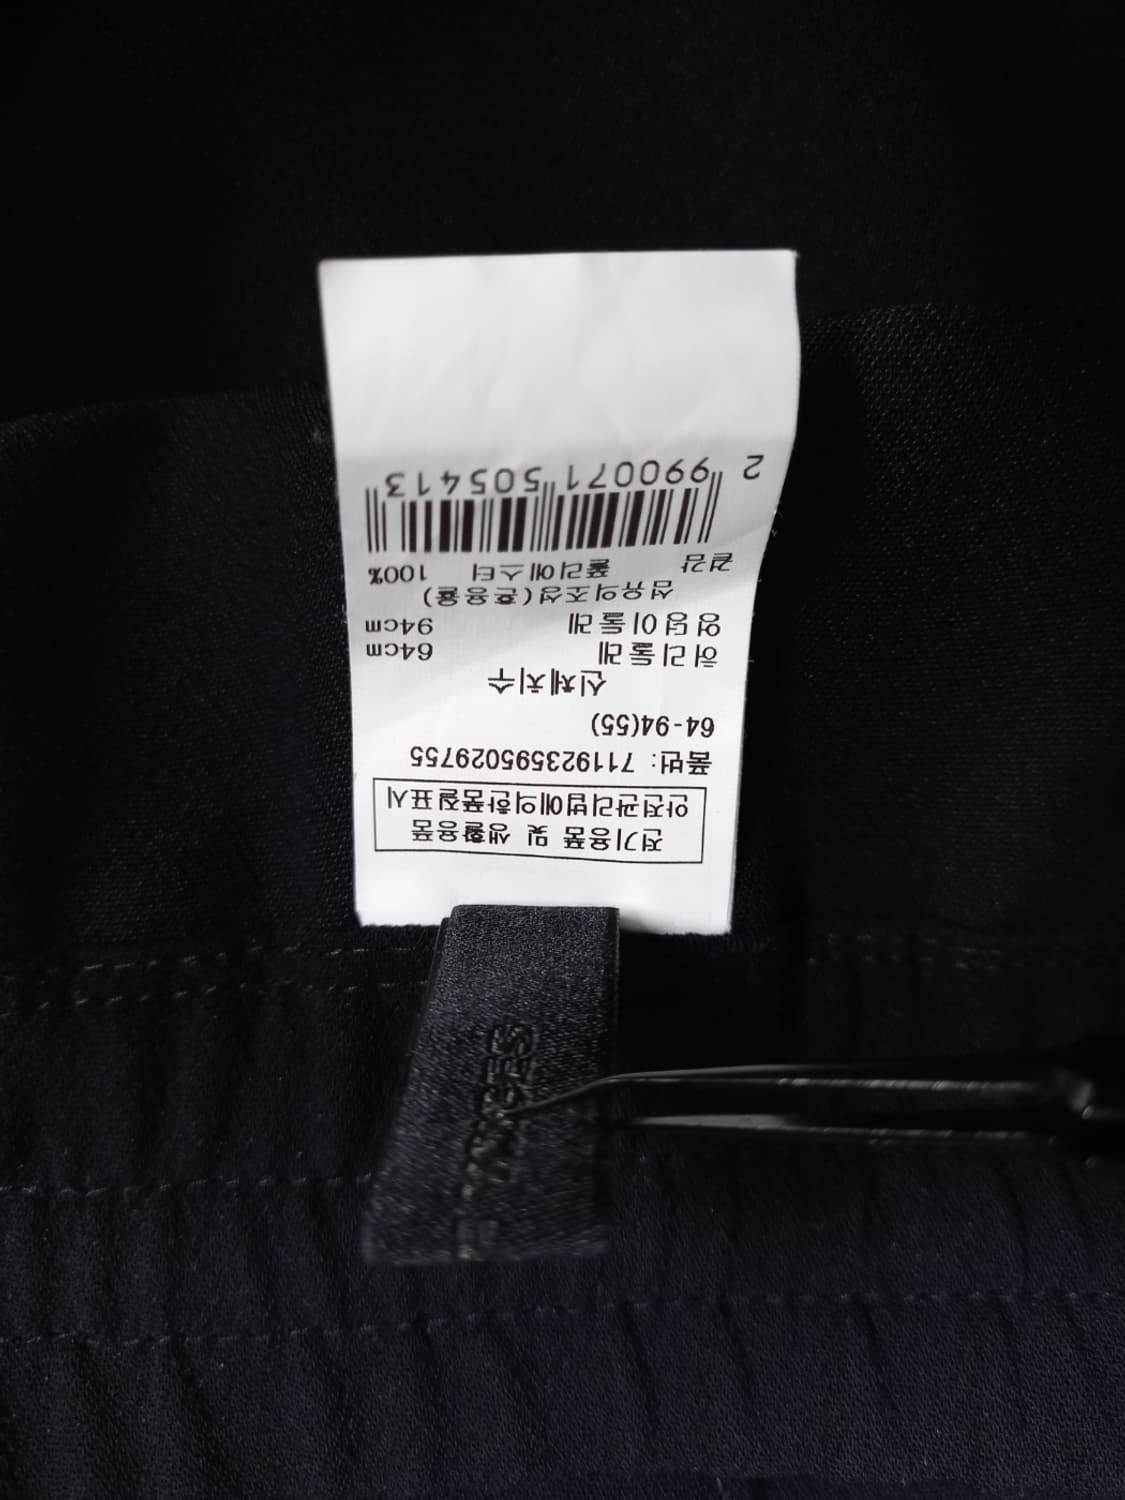 전기용품 및 생활용품
안전관리법에의한품질표시
품번: 711923595029755
64-94(55)
신체치수
허리둘레 64cm
엉덩이둘레 94cm
섬유의조성(혼용율)
겉감 폴리에스터 100%
2 990071 505413